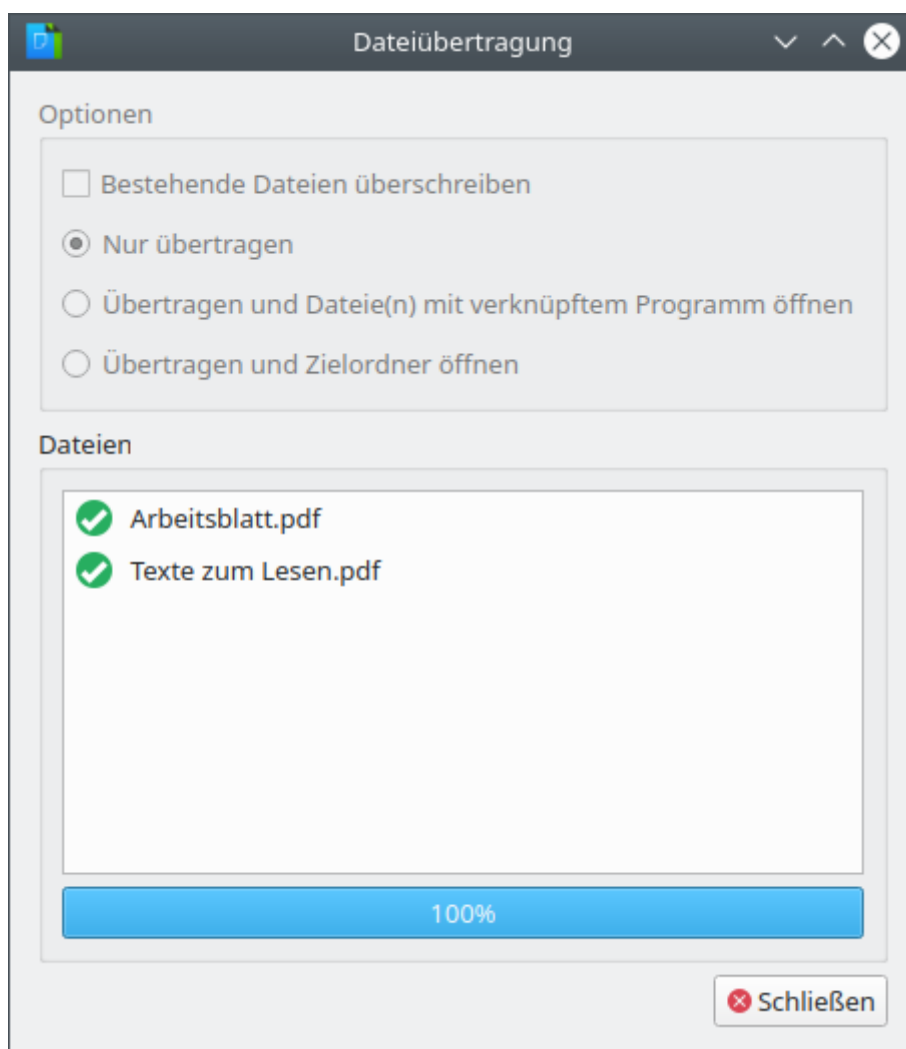 Dateiübertragung
Optionen
Bestehende Dateien überschreiben
Nur übertragen
Übertragen und Dateie(n) mit verknüpftem Programm öffnen
Übertragen und Zielordner öffnen
Dateien
Arbeitsblatt.pdf
Texte zum Lesen.pdf
100%
Schließen